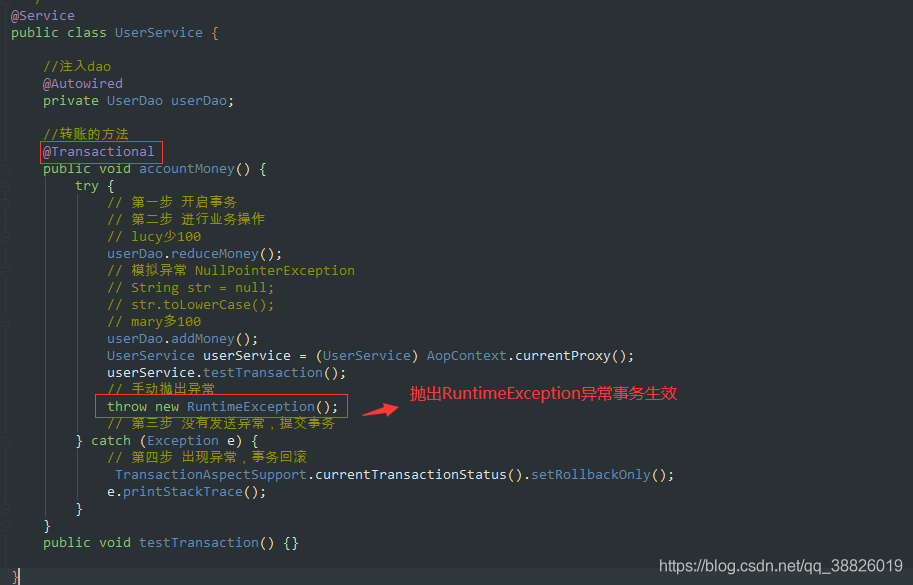 @Service
public class UserService {
//注入dao
@Autowired
private UserDao userDao;
//转账的方法
@Transactional
public void accountMoney() {
try {
// 第一步 开启事务
// 第二步 进行业务操作
// lucy少100
userDao.reduceMoney();
// 模拟异常 NullPointerException
// String str = null;
// str.toLowerCase();
// mary多100
userDao.addMoney();
UserService userService = (UserService) AopContext.currentProxy();
userService.testTransaction();
// 手动抛出异常
throw new RuntimeException();
抛出RuntimeException异常事务生效
// 第三步 没有发送异常，提交事务
} catch (Exception e) {
// 第四步 出现异常，事务回滚
TransactionAspectSupport.currentTransactionStatus().setRollbackOnly();
e.printStackTrace();
}
}
public void testTransaction() {}
}
https://blog.csdn.net/qq_38826019